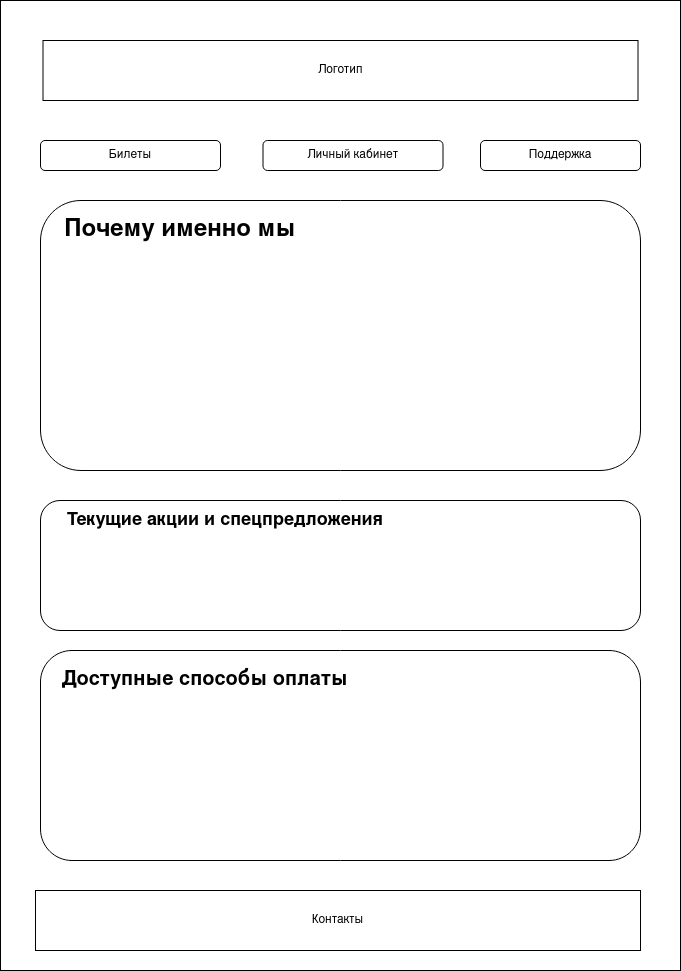 Логотип
Билеты
Личный кабинет
Поддержка
Почему именно мы
Текущие акции и спецпредложения
Доступные способы оплаты
Контакты